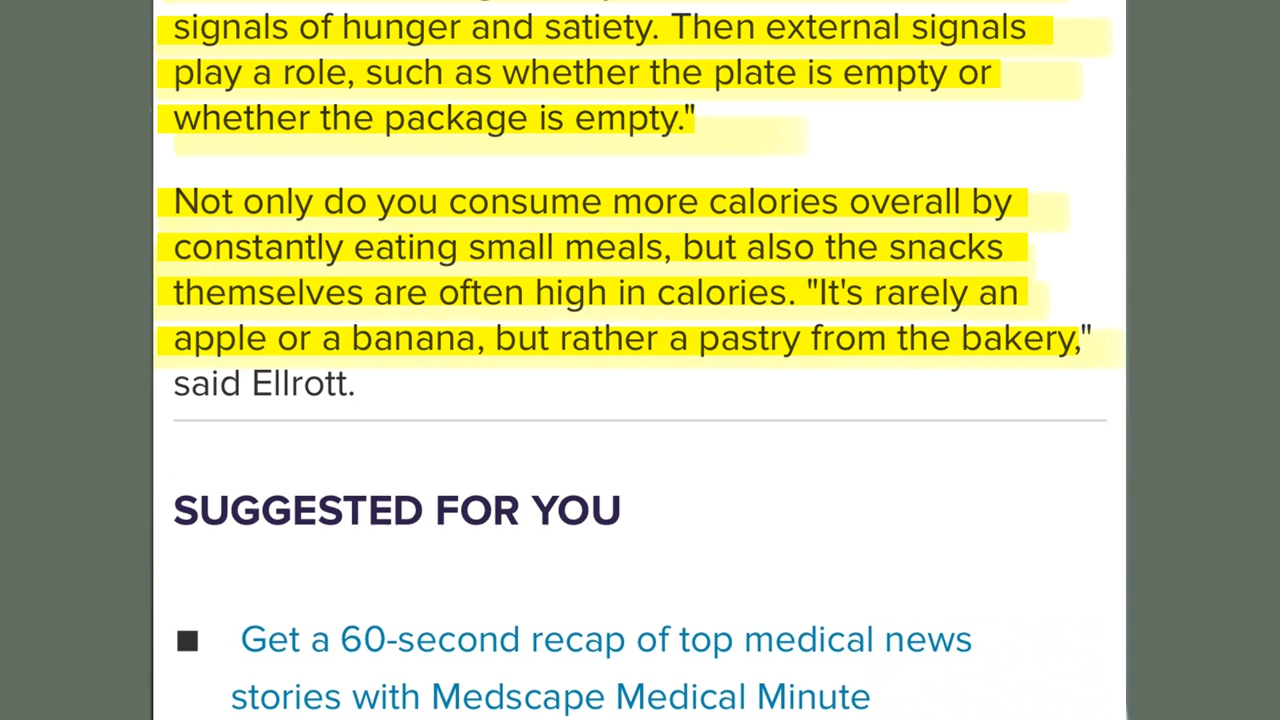 signals of hunger and satiety. Then external signals
play a role, such as whether the plate is empty or
whether the package is empty."
Not only do you consume more calories overall by
constantly eating small meals, but also the snacks
themselves are often high in calories. "It's rarely an
apple or a banana, but rather a pastry from the bakery,"
said Ellrott.
SUGGESTED FOR YOU
Get a 60-second recap of top medical news
stories with Medscape Medical Minute